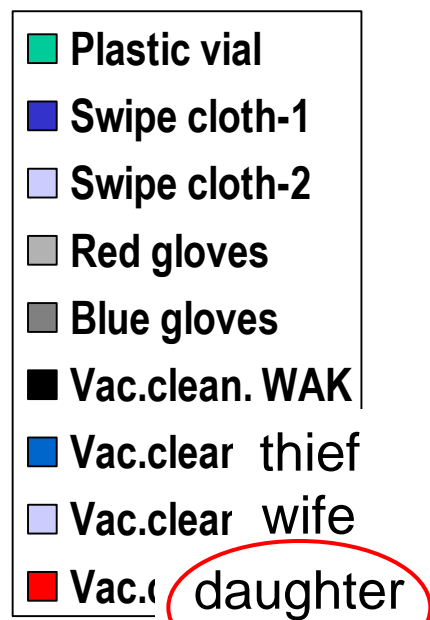 Plastic vial
Swipe cloth-1
Swipe cloth-2
Red gloves
Blue gloves
Vac.clean. WAK
Vac.clear thief
Vac.clear wife
Vac. daughter